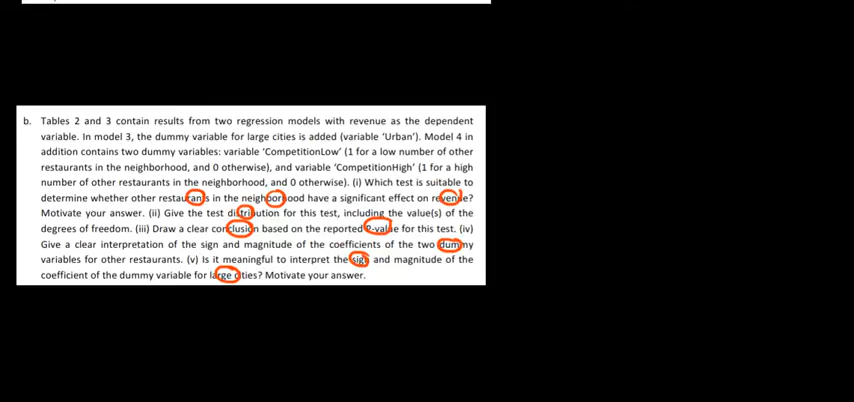 b. Tables 2 and 3 contain results from two regression models with revenue as the dependent
variable. In model 3, the dummy variable for large cities is added (variable ‘Urban’). Model 4 in
addition contains two dummy variables: variable ‘CompetitionLow’ (1 for a low number of other
restaurants in the neighborhood, and 0 otherwise), and variable ‘CompetitionHigh’ (1 for a high
number of other restaurants in the neighborhood, and 0 otherwise). (i) Which test is suitable to
determine whether other restaurants in the neighborhood have a significant effect on revenue?
Motivate your answer. (ii) Give the test distribution for this test, including the value(s) of the
degrees of freedom. (iii) Draw a clear conclusion based on the reported P-value for this test. (iv)
Give a clear interpretation of the sign and magnitude of the coefficients of the two dummy
variables for other restaurants. (v) Is it meaningful to interpret the sign and magnitude of the
coefficient of the dummy variable for large cities? Motivate your answer.